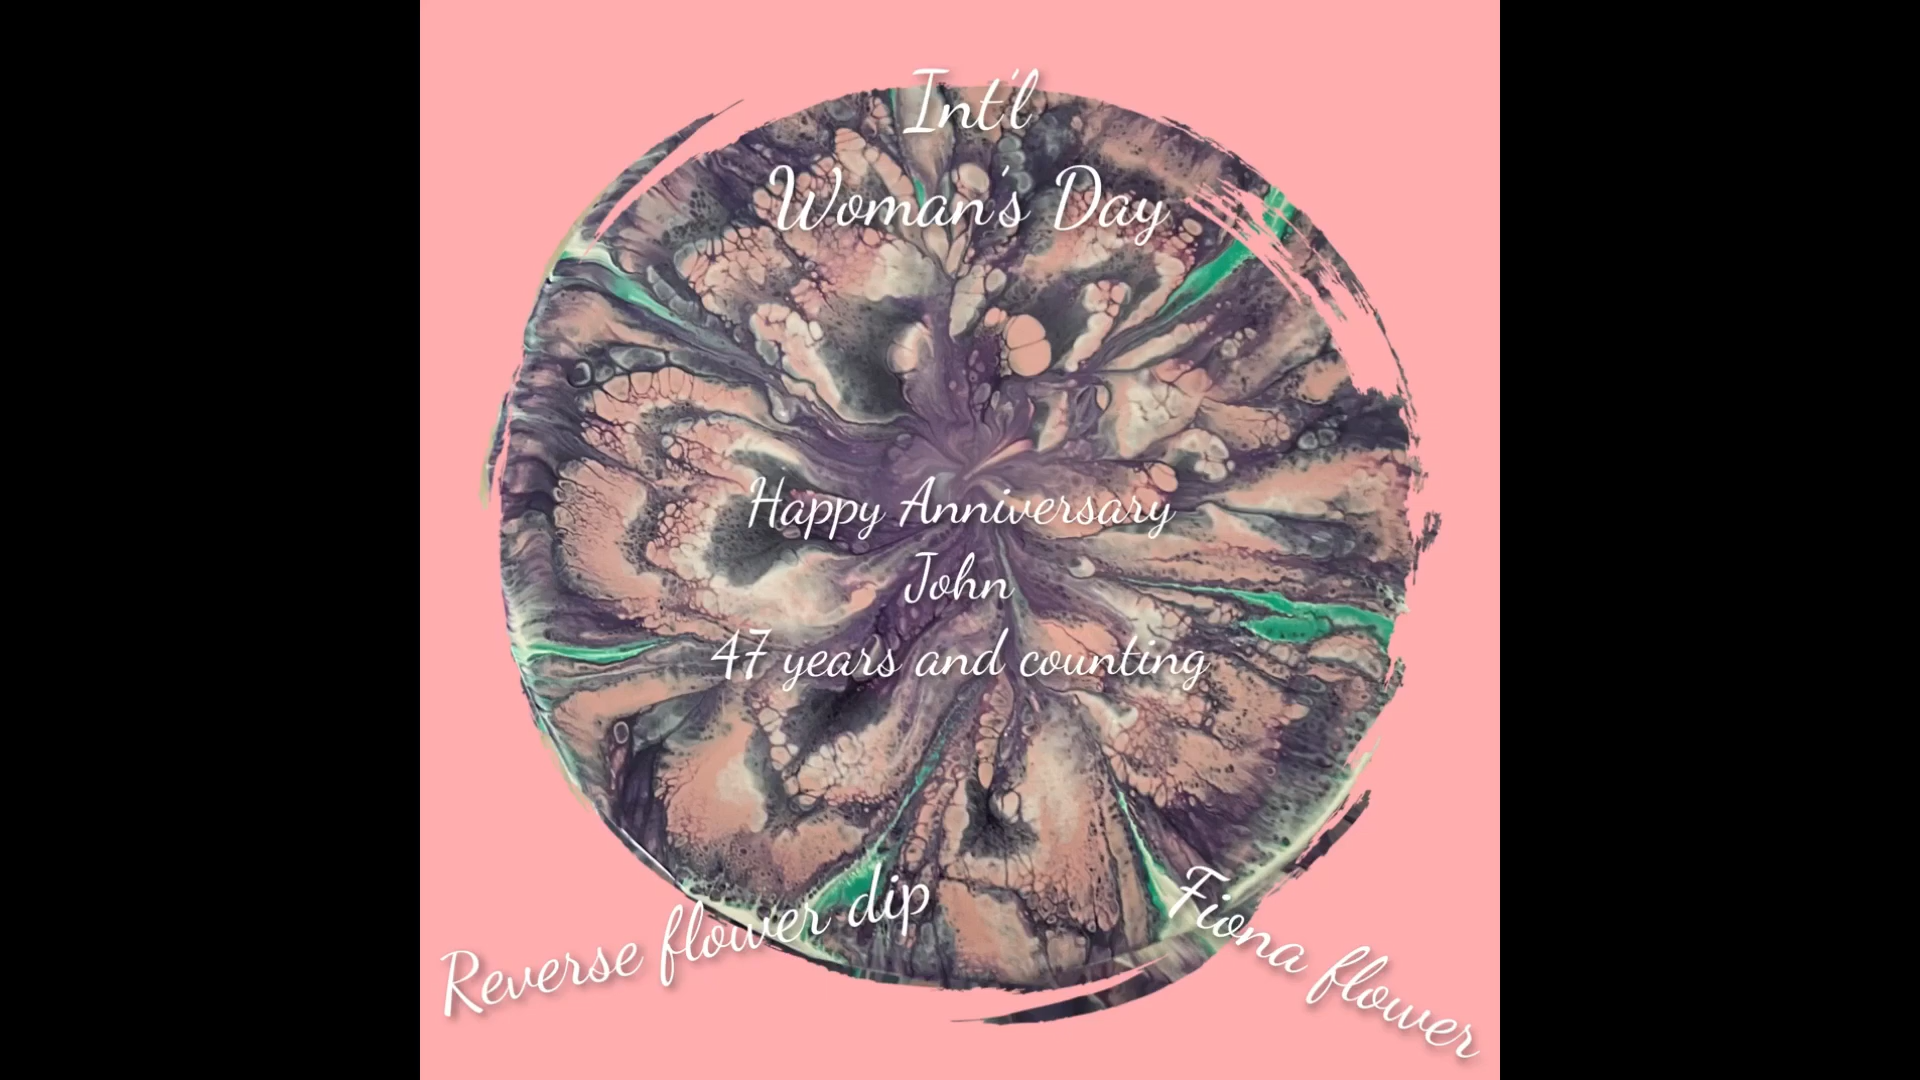 Int'l
Woman's Day
Happy Anniversary
John
47 years and counting
Reverse flower dip
Fiona flower